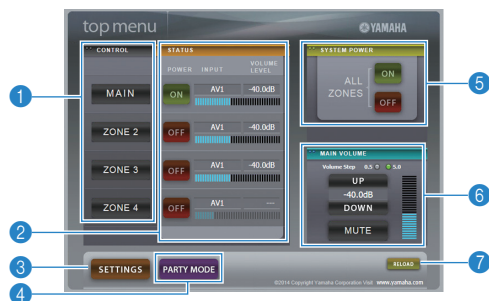 top menu
YAMAHA
CONTROL
MAIN
ZONE 2
ZONE 3
ZONE 4
STATUS
POWER INPUT VOLUME LEVEL
ON AV1 -40.0dB
OFF AV1 -40.0dB
OFF AV1 -40.0dB
OFF AV1 ---
SYSTEM POWER
ALL ZONES
ON
OFF
MAIN VOLUME
Volume Step 0.5 5.0
UP
-40.0dB
DOWN
MUTE
SETTINGS
PARTY MODE
RELOAD
©2014 Copyright Yamaha Corporation Visit www.yamaha.com
1
2
3
4
5
6
7